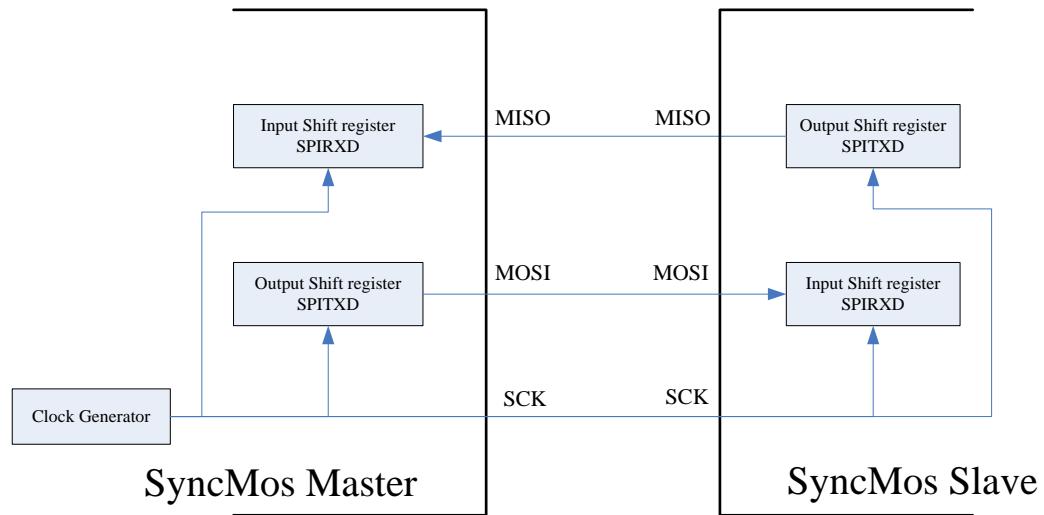 MISO
MISO
Input Shift register
SPIRXD
Output Shift register
SPITXD
MOSI
MOSI
Output Shift register
SPITXD
Input Shift register
SPIRXD
SCK
SCK
Clock Generator
SyncMos Master
SyncMos Slave